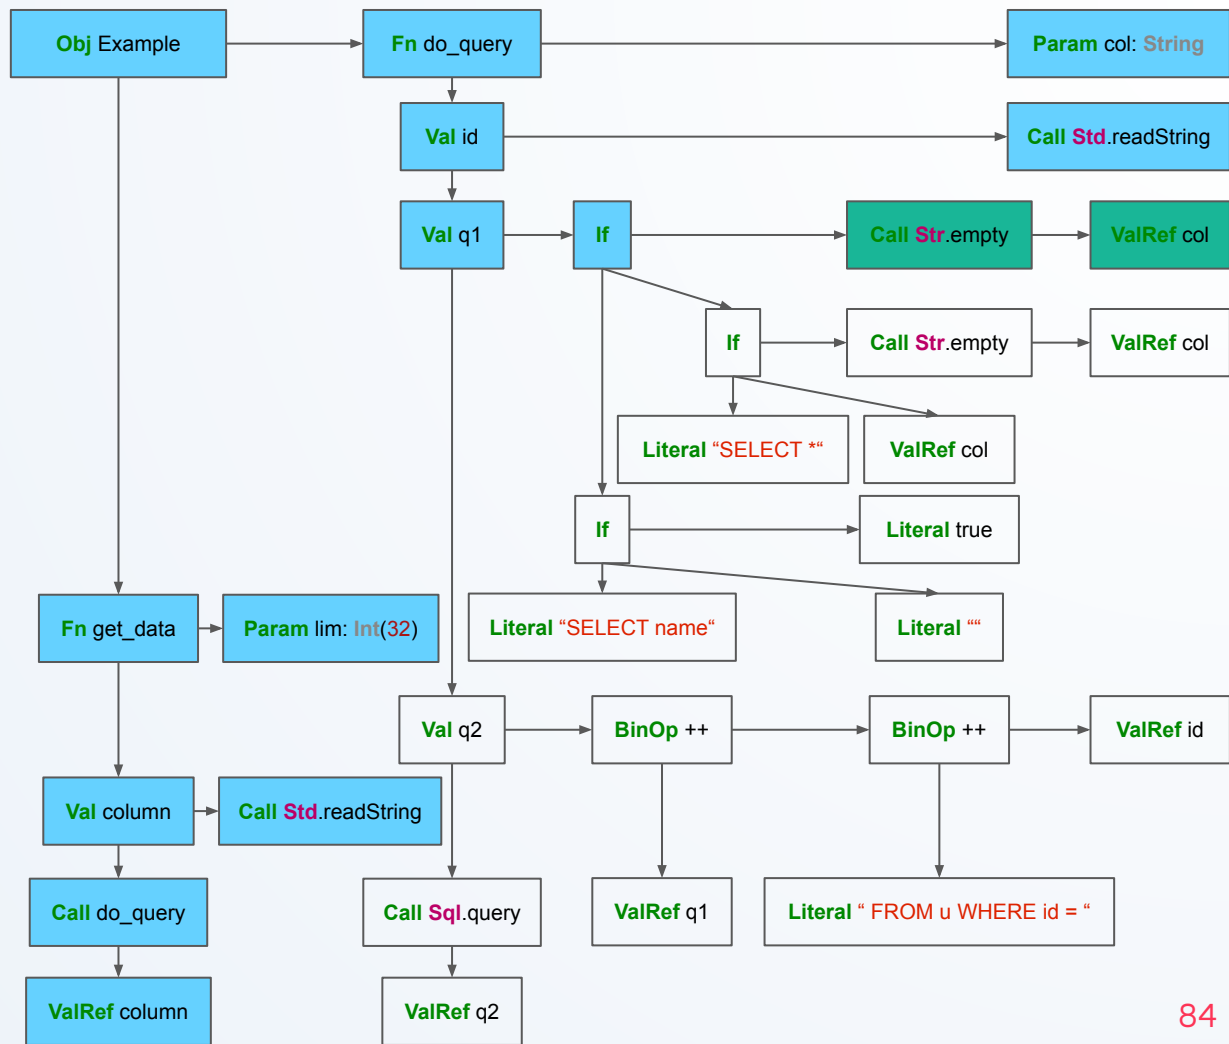 Obj Example
Fn do_query
Param col: String
Val id
Call Std.readString
Val q1
If
Call Str.empty
ValRef col
If
Call Str.empty
ValRef col
Literal “SELECT *“
ValRef col
If
Literal true
Fn get_data
Param lim: Int(32)
Literal “SELECT name“
Literal ““
Val q2
BinOp ++
BinOp ++
ValRef id
Val column
Call Std.readString
Call do_query
Call Sql.query
ValRef q1
Literal “ FROM u WHERE id = “
ValRef column
ValRef q2
84